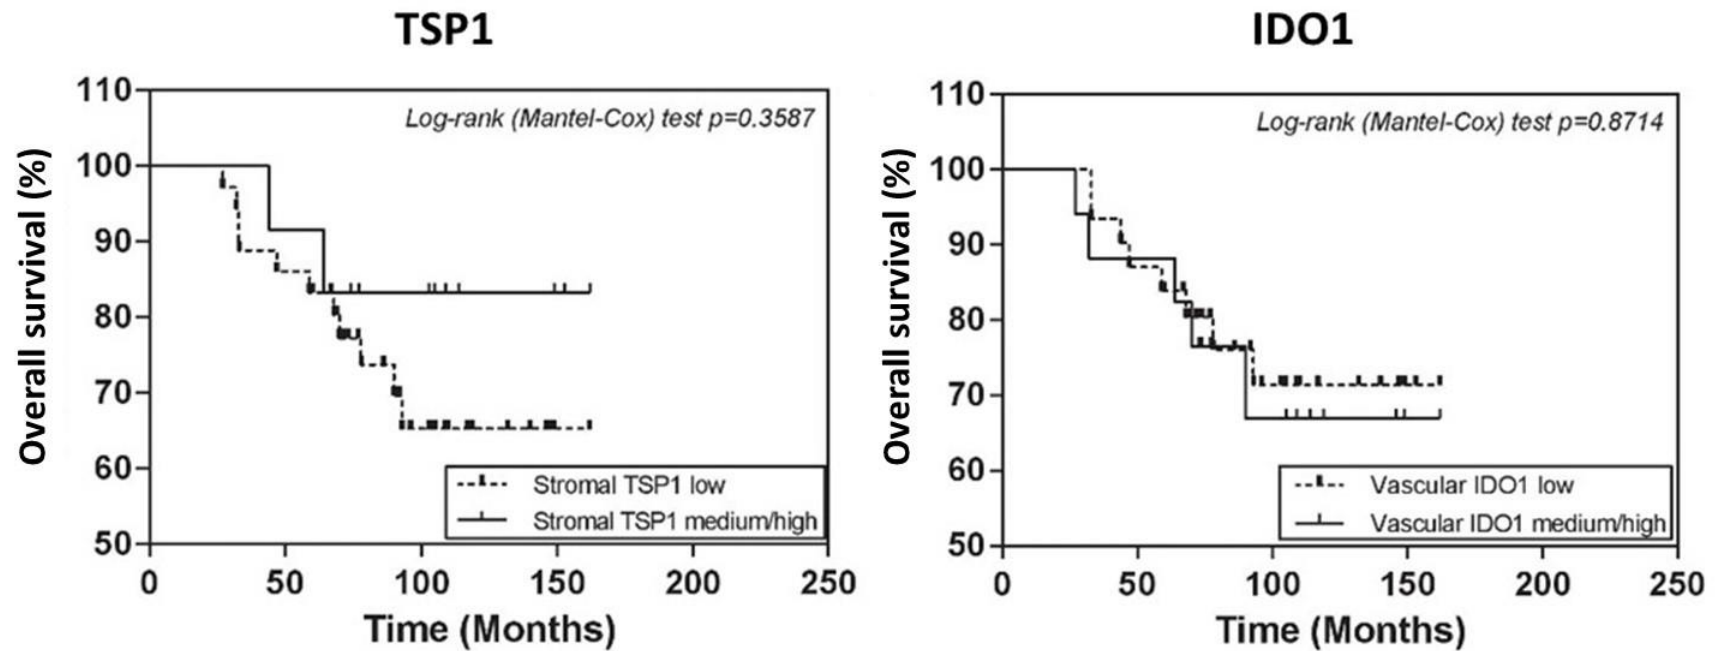 TSP1
Log-rank (Mantel-Cox) test p=0.3587
Overall survival (%)
110
100
90
80
70
60
50
0 50 100 150 200 250
Time (Months)
Stromal TSP1 low
Stromal TSP1 medium/high
IDO1
Log-rank (Mantel-Cox) test p=0.8714
Overall survival (%)
110
100
90
80
70
60
50
0 50 100 150 200 250
Time (Months)
Vascular IDO1 low
Vascular IDO1 medium/high